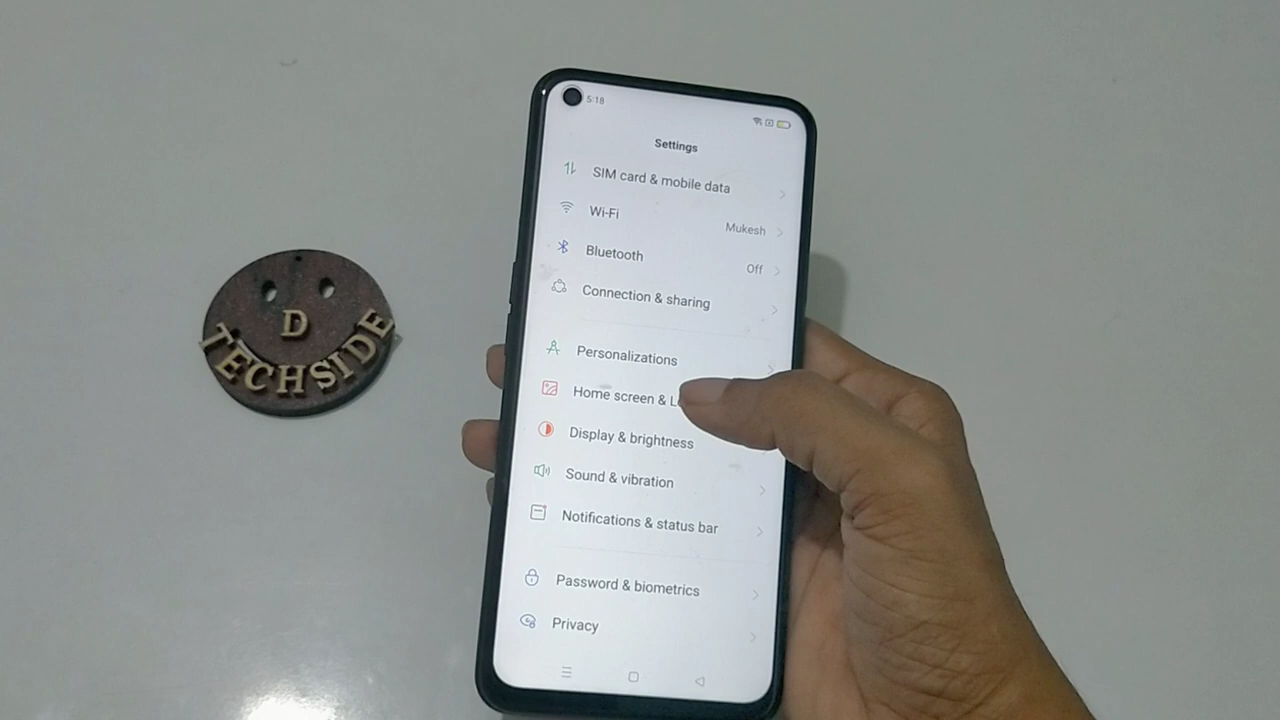 5:18
Settings
SIM card & mobile data
Wi-Fi
Mukesh
Bluetooth
Off
Connection & sharing
Personalizations
Home screen & L
Display & brightness
Sound & vibration
Notifications & status bar
Password & biometrics
Privacy
D
TECHSIDE